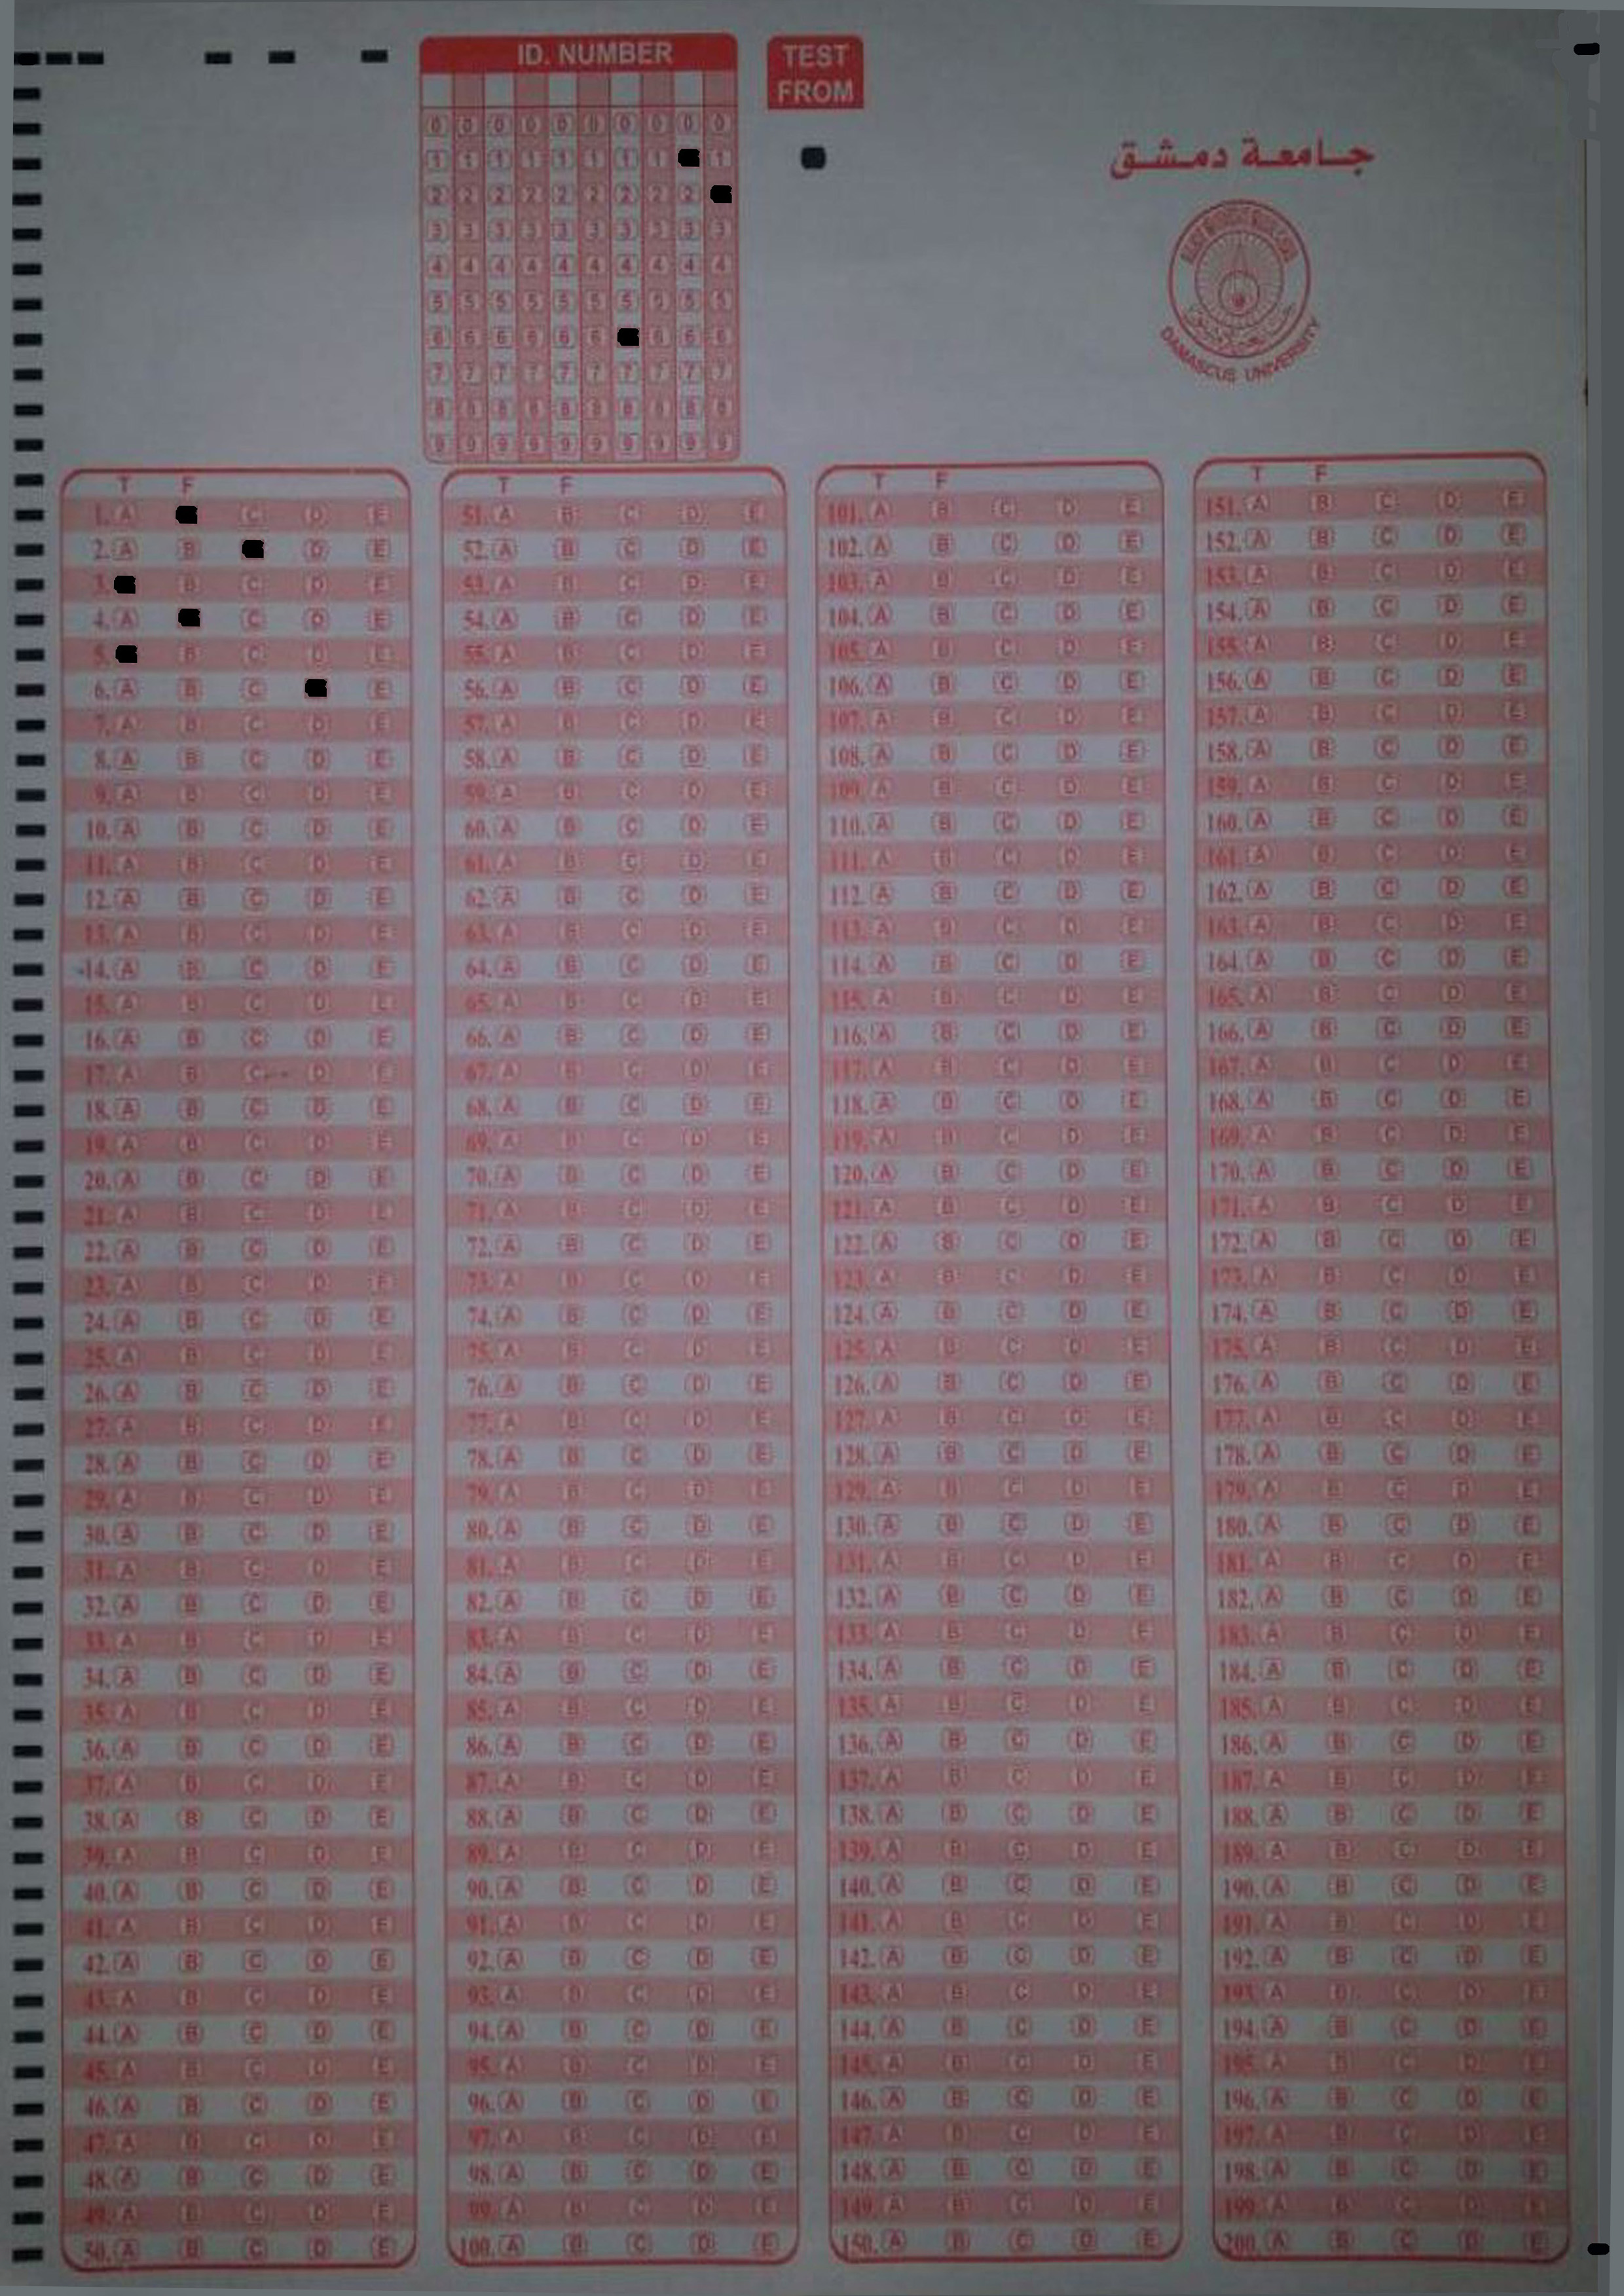 ID. NUMBER
TEST
FROM
0 0 0 0 0 0 0 0 0 0
1 1 1 1 1 1 1 1 1
2 2 2 2 2 2 2 2 2
3 3 3 3 3 3 3 3 3 3
4 4 4 4 4 4 4 4 4 4
5 5 5 5 5 5 5 5 5 5
6 6 6 6 6 6 6 6 6
7 7 7 7 7 7 7 7 7 7
8 8 8 8 8 8 8 8 8 8
9 9 9 9 9 9 9 9 9 9
جامعة دمشق
DAMASCUS UNIVERSITY
T F T F T F T F
1. A C D E 51. A B C D E 101. A B C D E 151. A B C D E
2. A B D E 52. A B C D E 102. A B C D E 152. A B C D E
3. B C D E 53. A B C D E 103. A B C D E 153. A B C D E
4. A C D E 54. A B C D E 104. A B C D E 154. A B C D E
5. B C D E 55. A B C D E 105. A B C D E 155. A B C D E
6. A B C E 56. A B C D E 106. A B C D E 156. A B C D E
7. A B C D E 57. A B C D E 107. A B C D E 157. A B C D E
8. A B C D E 58. A B C D E 108. A B C D E 158. A B C D E
9. A B C D E 59. A B C D E 109. A B C D E 159. A B C D E
10. A B C D E 60. A B C D E 110. A B C D E 160. A B C D E
11. A B C D E 61. A B C D E 111. A B C D E 161. A B C D E
12. A B C D E 62. A B C D E 112. A B C D E 162. A B C D E
13. A B C D E 63. A B C D E 113. A B C D E 163. A B C D E
14. A B C D E 64. A B C D E 114. A B C D E 164. A B C D E
15. A B C D E 65. A B C D E 115. A B C D E 165. A B C D E
16. A B C D E 66. A B C D E 116. A B C D E 166. A B C D E
17. A B C D E 67. A B C D E 117. A B C D E 167. A B C D E
18. A B C D E 68. A B C D E 118. A B C D E 168. A B C D E
19. A B C D E 69. A B C D E 119. A B C D E 169. A B C D E
20. A B C D E 70. A B C D E 120. A B C D E 170. A B C D E
21. A B C D E 71. A B C D E 121. A B C D E 171. A B C D E
22. A B C D E 72. A B C D E 122. A B C D E 172. A B C D E
23. A B C D E 73. A B C D E 123. A B C D E 173. A B C D E
24. A B C D E 74. A B C D E 124. A B C D E 174. A B C D E
25. A B C D E 75. A B C D E 125. A B C D E 175. A B C D E
26. A B C D E 76. A B C D E 126. A B C D E 176. A B C D E
27. A B C D E 77. A B C D E 127. A B C D E 177. A B C D E
28. A B C D E 78. A B C D E 128. A B C D E 178. A B C D E
29. A B C D E 79. A B C D E 129. A B C D E 179. A B C D E
30. A B C D E 80. A B C D E 130. A B C D E 180. A B C D E
31. A B C D E 81. A B C D E 131. A B C D E 181. A B C D E
32. A B C D E 82. A B C D E 132. A B C D E 182. A B C D E
33. A B C D E 83. A B C D E 133. A B C D E 183. A B C D E
34. A B C D E 84. A B C D E 134. A B C D E 184. A B C D E
35. A B C D E 85. A B C D E 135. A B C D E 185. A B C D E
36. A B C D E 86. A B C D E 136. A B C D E 186. A B C D E
37. A B C D E 87. A B C D E 137. A B C D E 187. A B C D E
38. A B C D E 88. A B C D E 138. A B C D E 188. A B C D E
39. A B C D E 89. A B C D E 139. A B C D E 189. A B C D E
40. A B C D E 90. A B C D E 140. A B C D E 190. A B C D E
41. A B C D E 91. A B C D E 141. A B C D E 191. A B C D E
42. A B C D E 92. A B C D E 142. A B C D E 192. A B C D E
43. A B C D E 93. A B C D E 143. A B C D E 193. A B C D E
44. A B C D E 94. A B C D E 144. A B C D E 194. A B C D E
45. A B C D E 95. A B C D E 145. A B C D E 195. A B C D E
46. A B C D E 96. A B C D E 146. A B C D E 196. A B C D E
47. A B C D E 97. A B C D E 147. A B C D E 197. A B C D E
48. A B C D E 98. A B C D E 148. A B C D E 198. A B C D E
49. A B C D E 99. A B C D E 149. A B C D E 199. A B C D E
50. A B C D E 100. A B C D E 150. A B C D E 200. A B C D E